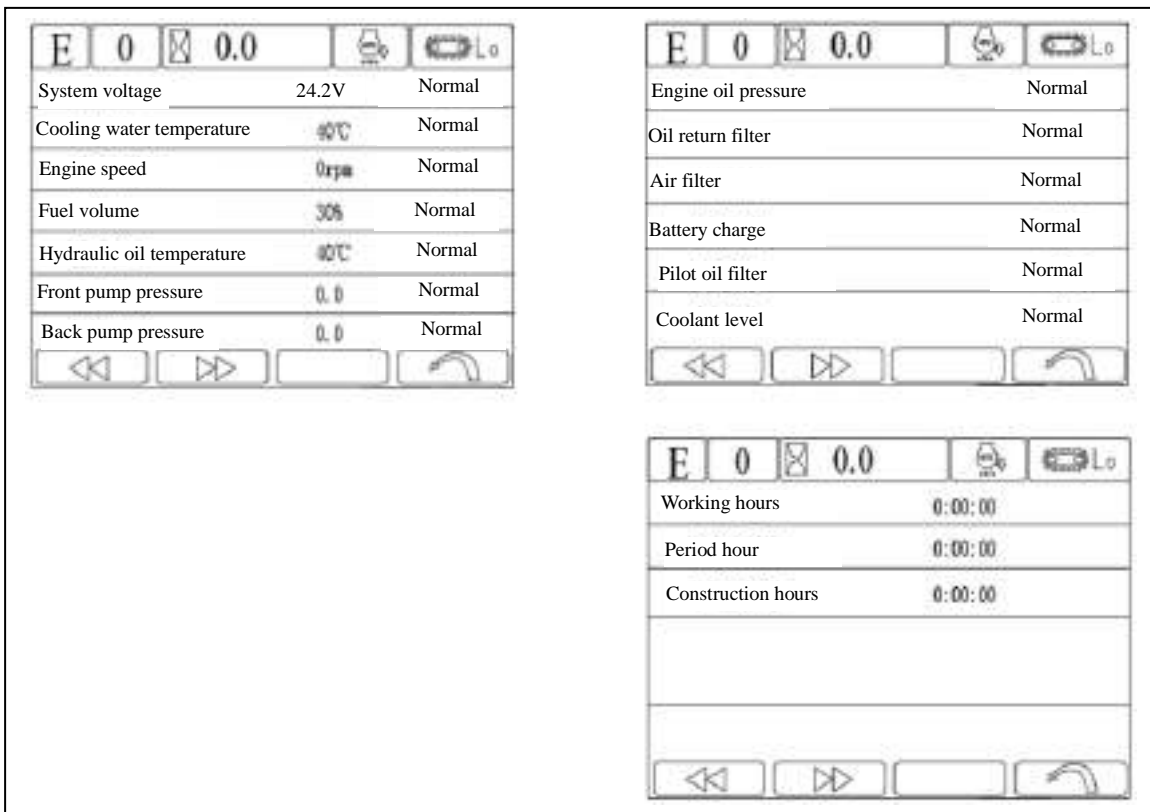 E 0 0.0 Lo
System voltage 24.2V Normal
Cooling water temperature 40℃ Normal
Engine speed 0rpm Normal
Fuel volume 30% Normal
Hydraulic oil temperature 40℃ Normal
Front pump pressure 0.0 Normal
Back pump pressure 0.0 Normal
E 0 0.0 Lo
Engine oil pressure Normal
Oil return filter Normal
Air filter Normal
Battery charge Normal
Pilot oil filter Normal
Coolant level Normal
E 0 0.0 Lo
Working hours 0:00:00
Period hour 0:00:00
Construction hours 0:00:00